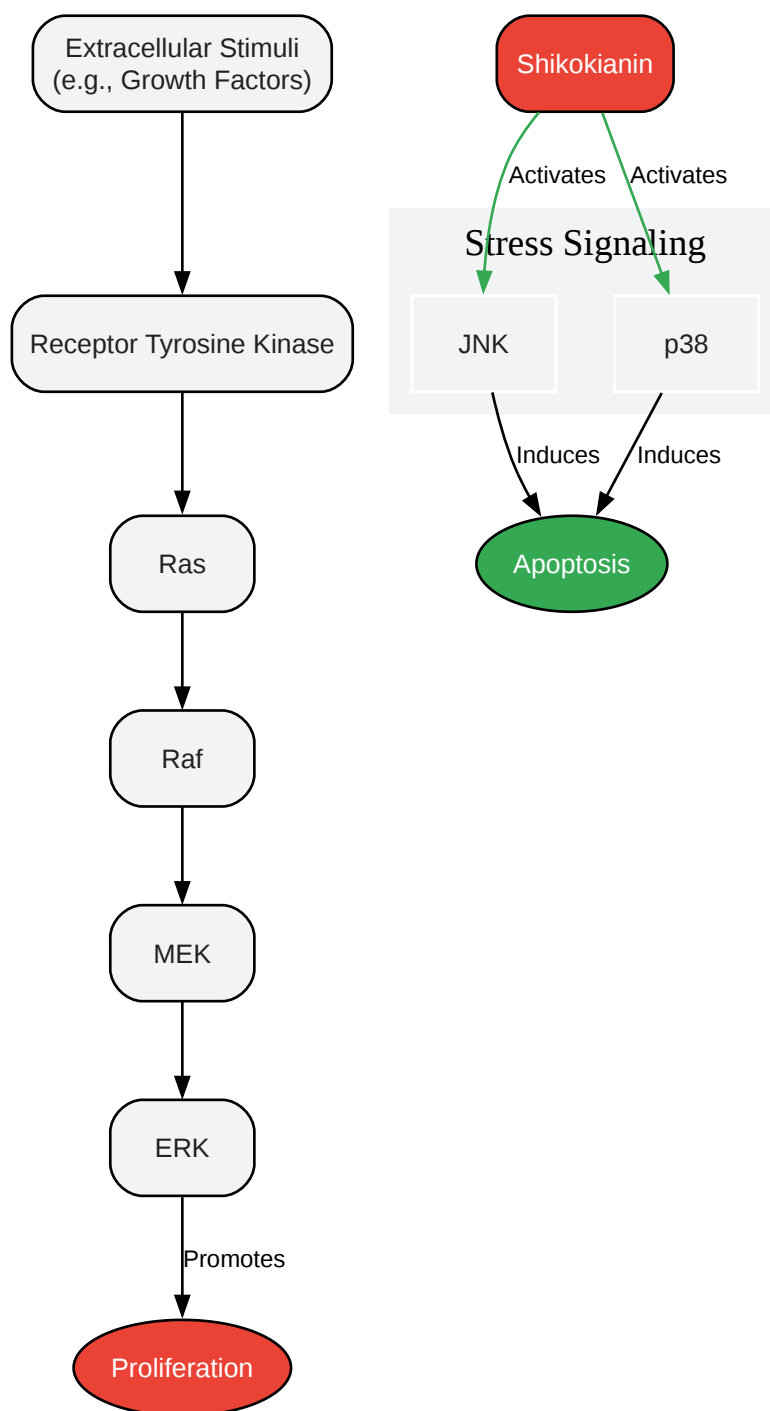 Extracellular Stimuli
(e.g., Growth Factors)
Shikokianin
Activates
Activates
Stress Signaling
Receptor Tyrosine Kinase
JNK
p38
Induces
Induces
Ras
Apoptosis
Raf
MEK
ERK
Promotes
Proliferation